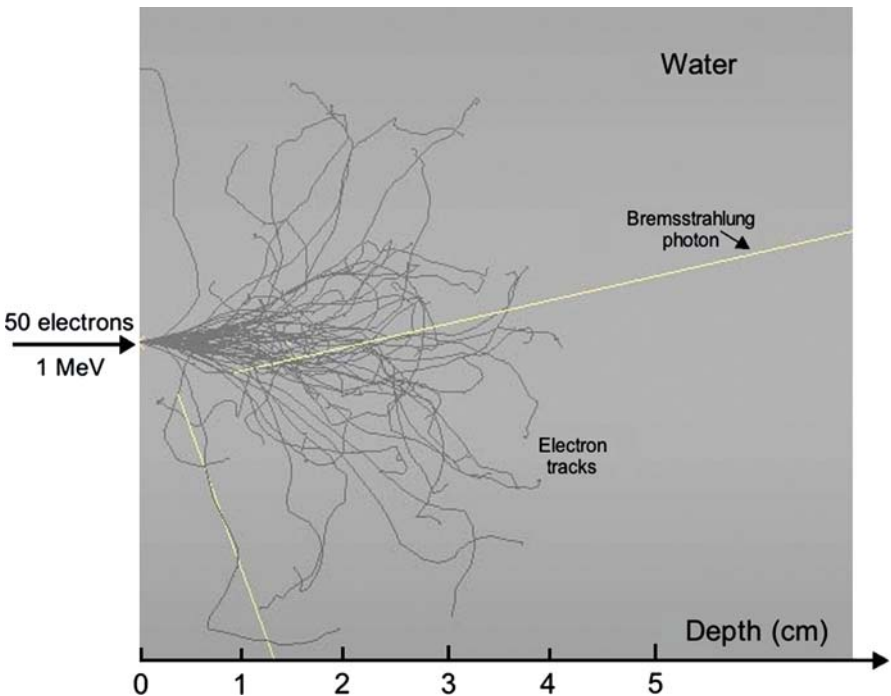 Water
Bremsstrahlung
photon
50 electrons
1 MeV
Electron
tracks
Depth (cm)
0 1 2 3 4 5